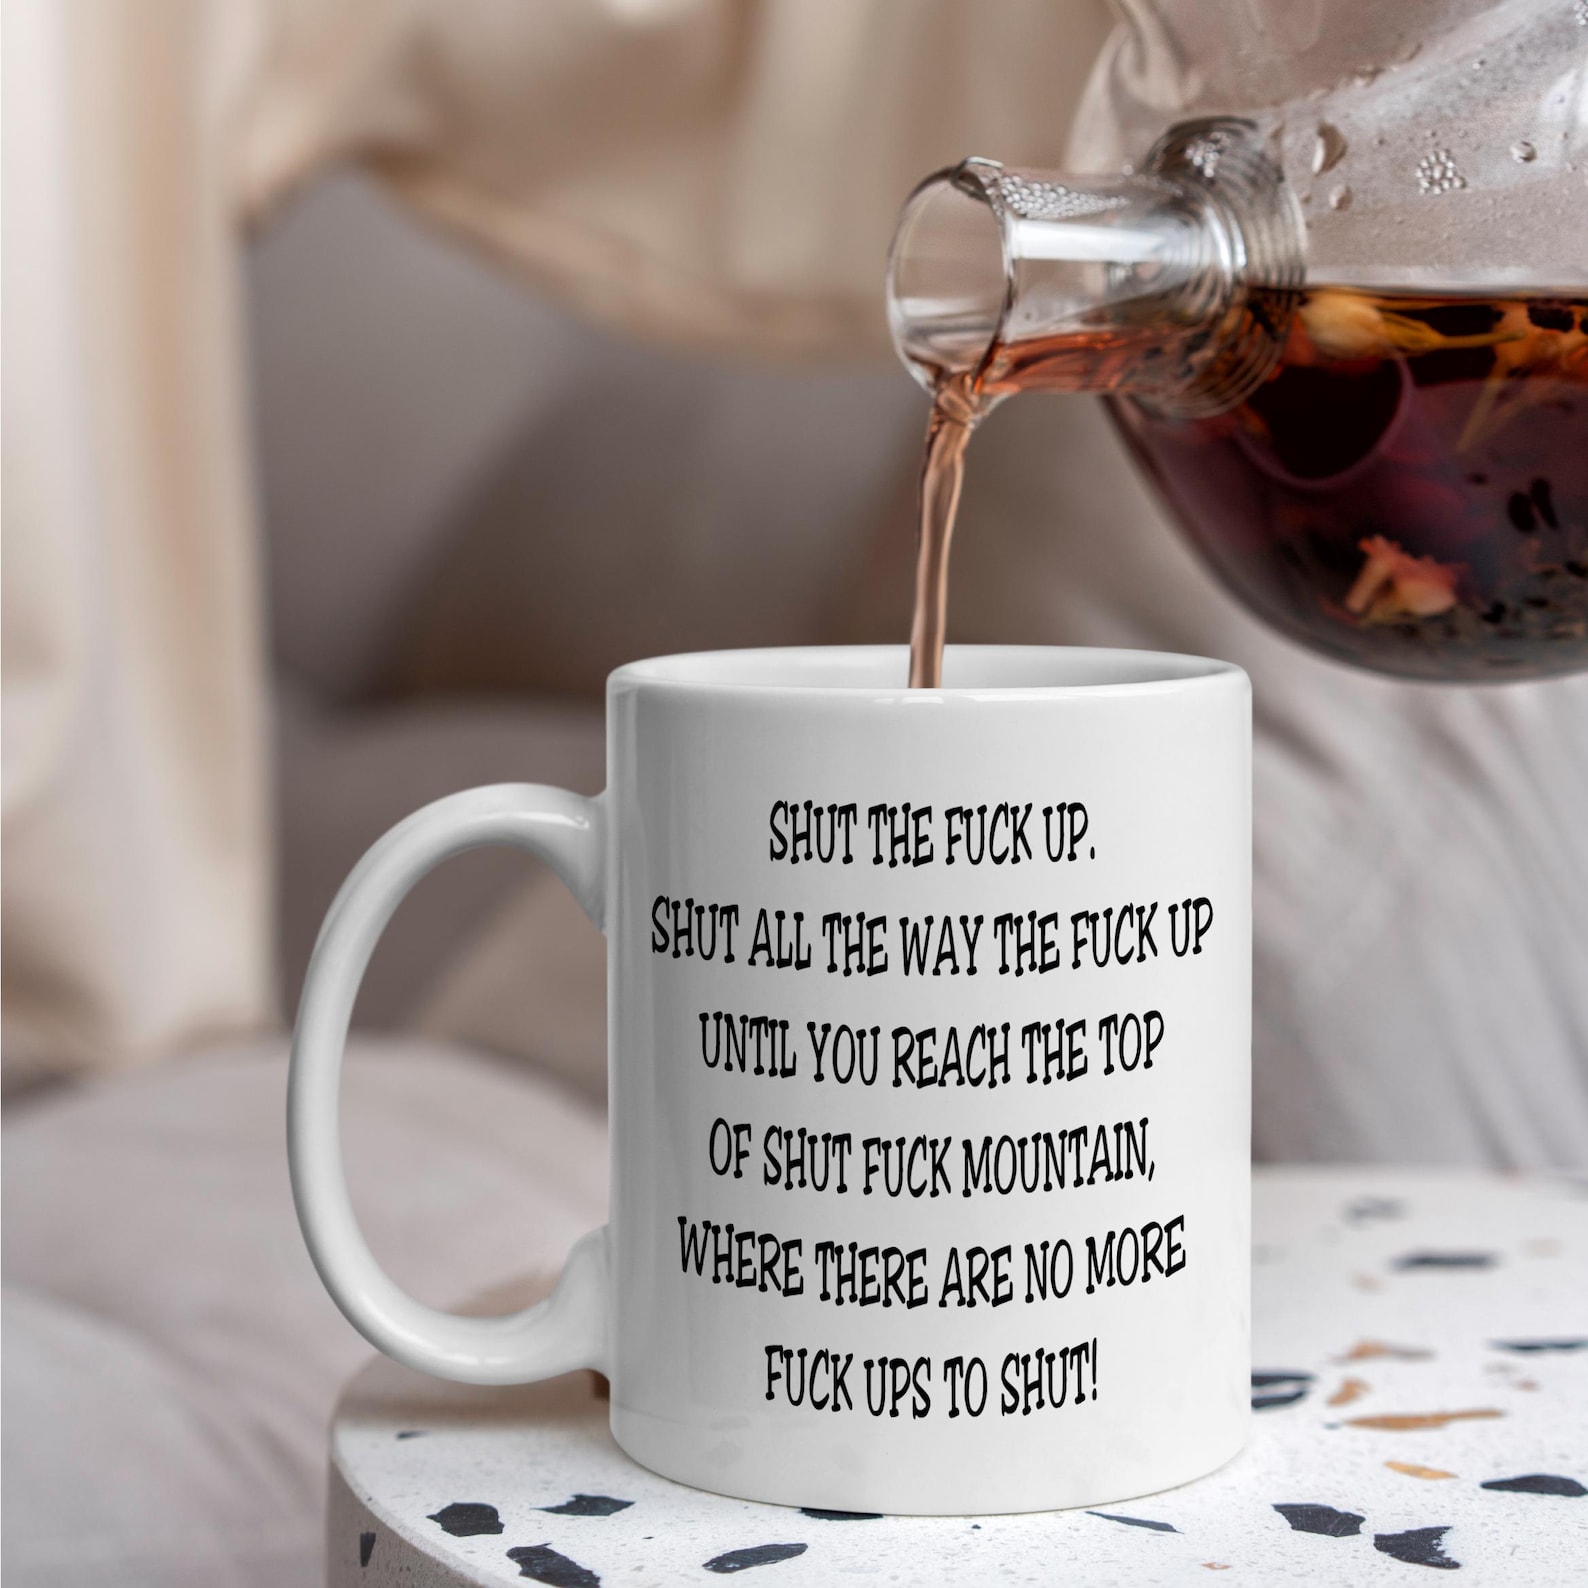 SHUT THE FUCK UP.
SHUT ALL THE WAY THE FUCK UP
UNTIL YOU REACH THE TOP
OF SHUT FUCK MOUNTAIN,
WHERE THERE ARE NO MORE
FUCK UPS TO SHUT!